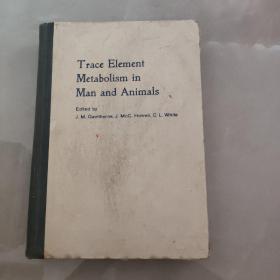 Trace Element
Metabolism in
Man and Animals
Edited by
J. M. Gawthorne, J. McC. Howell, C. L. White